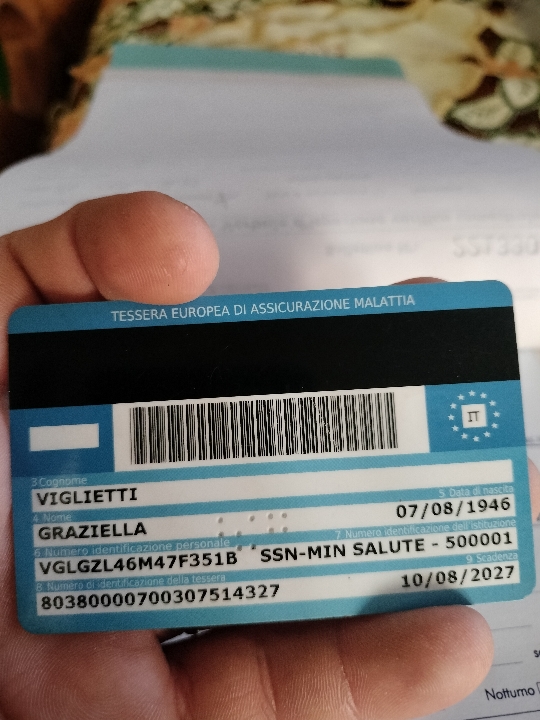 TESSERA EUROPEA DI ASSICURAZIONE MALATTIA
IT
3 Cognome
VIGLIETTI
5 Data di nascita
4 Nome
07/08/1946
GRAZIELLA
6 Numero identificazione personale
7 Numero identificazione dell'istituzione
VGLGZL46M47F351B
SSN-MIN SALUTE - 500001
8 Numero di identificazione della tessera
9 Scadenza
80380000700307514327
10/08/2027
Notturno